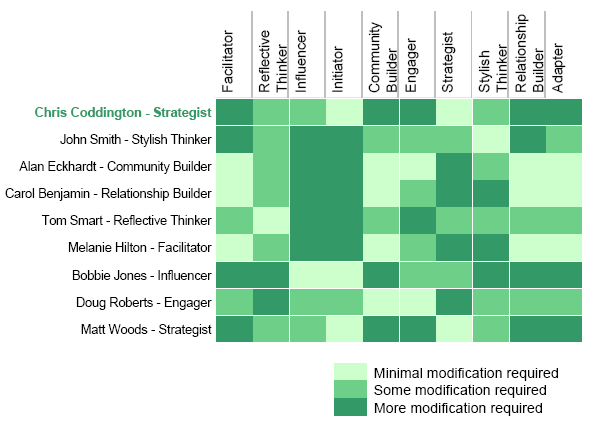 Facilitator
Reflective
Thinker
Influencer
Initiator
Community
Builder
Engager
Strategist
Stylish
Thinker
Relationship
Builder
Adapter
Chris Coddington - Strategist
John Smith - Stylish Thinker
Alan Eckhardt - Community Builder
Carol Benjamin - Relationship Builder
Tom Smart - Reflective Thinker
Melanie Hilton - Facilitator
Bobbie Jones - Influencer
Doug Roberts - Engager
Matt Woods - Strategist
Minimal modification required
Some modification required
More modification required